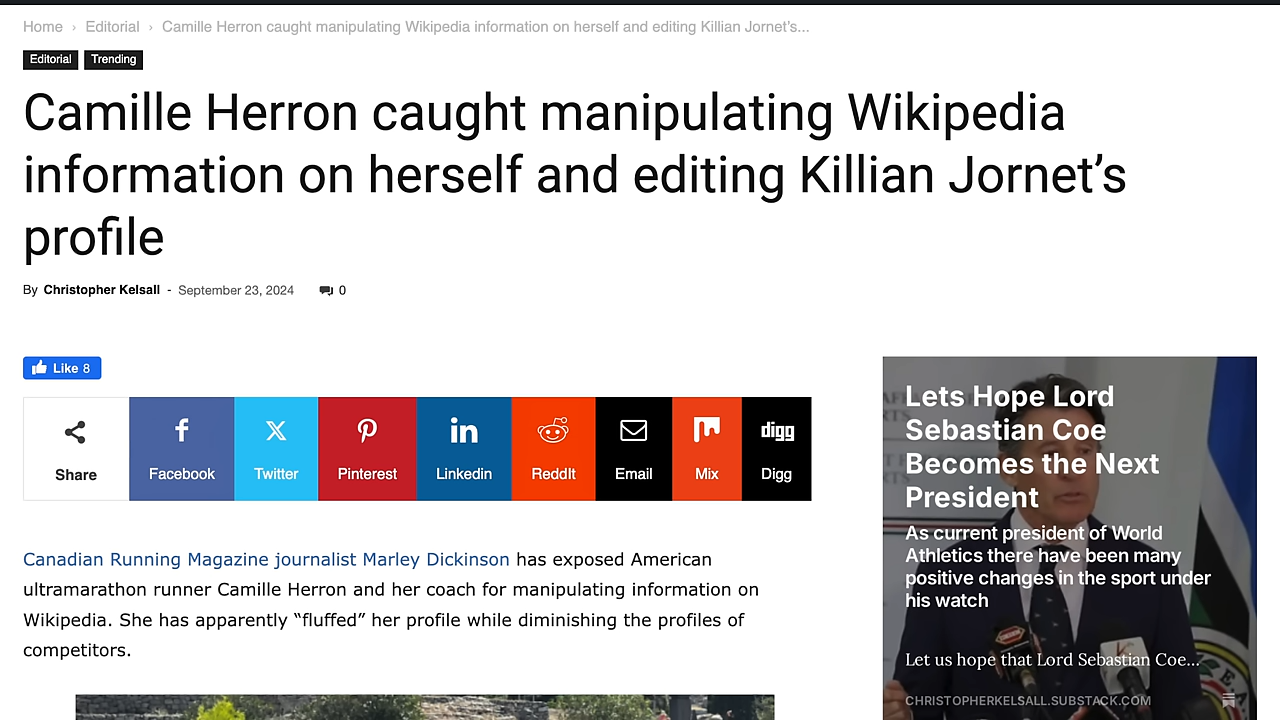 Home › Editorial › Camille Herron caught manipulating Wikipedia information on herself and editing Killian Jornet's...
Editorial Trending
Camille Herron caught manipulating Wikipedia
information on herself and editing Killian Jornet’s
profile
By Christopher Kelsall - September 23, 2024 0
Like 8
Share
Facebook
Twitter
Pinterest
Linkedin
ReddIt
Email
Mix
digg
Digg
Canadian Running Magazine journalist Marley Dickinson has exposed American
ultramarathon runner Camille Herron and her coach for manipulating information on
Wikipedia. She has apparently “fluffed” her profile while diminishing the profiles of
competitors.
Lets Hope Lord
Sebastian Coe
Becomes the Next
President
As current president of World
Athletics there have been many
positive changes in the sport under
his watch
Let us hope that Lord Sebastian Coe...
CHRISTOPHERKELSALL.SUBSTACK.COM